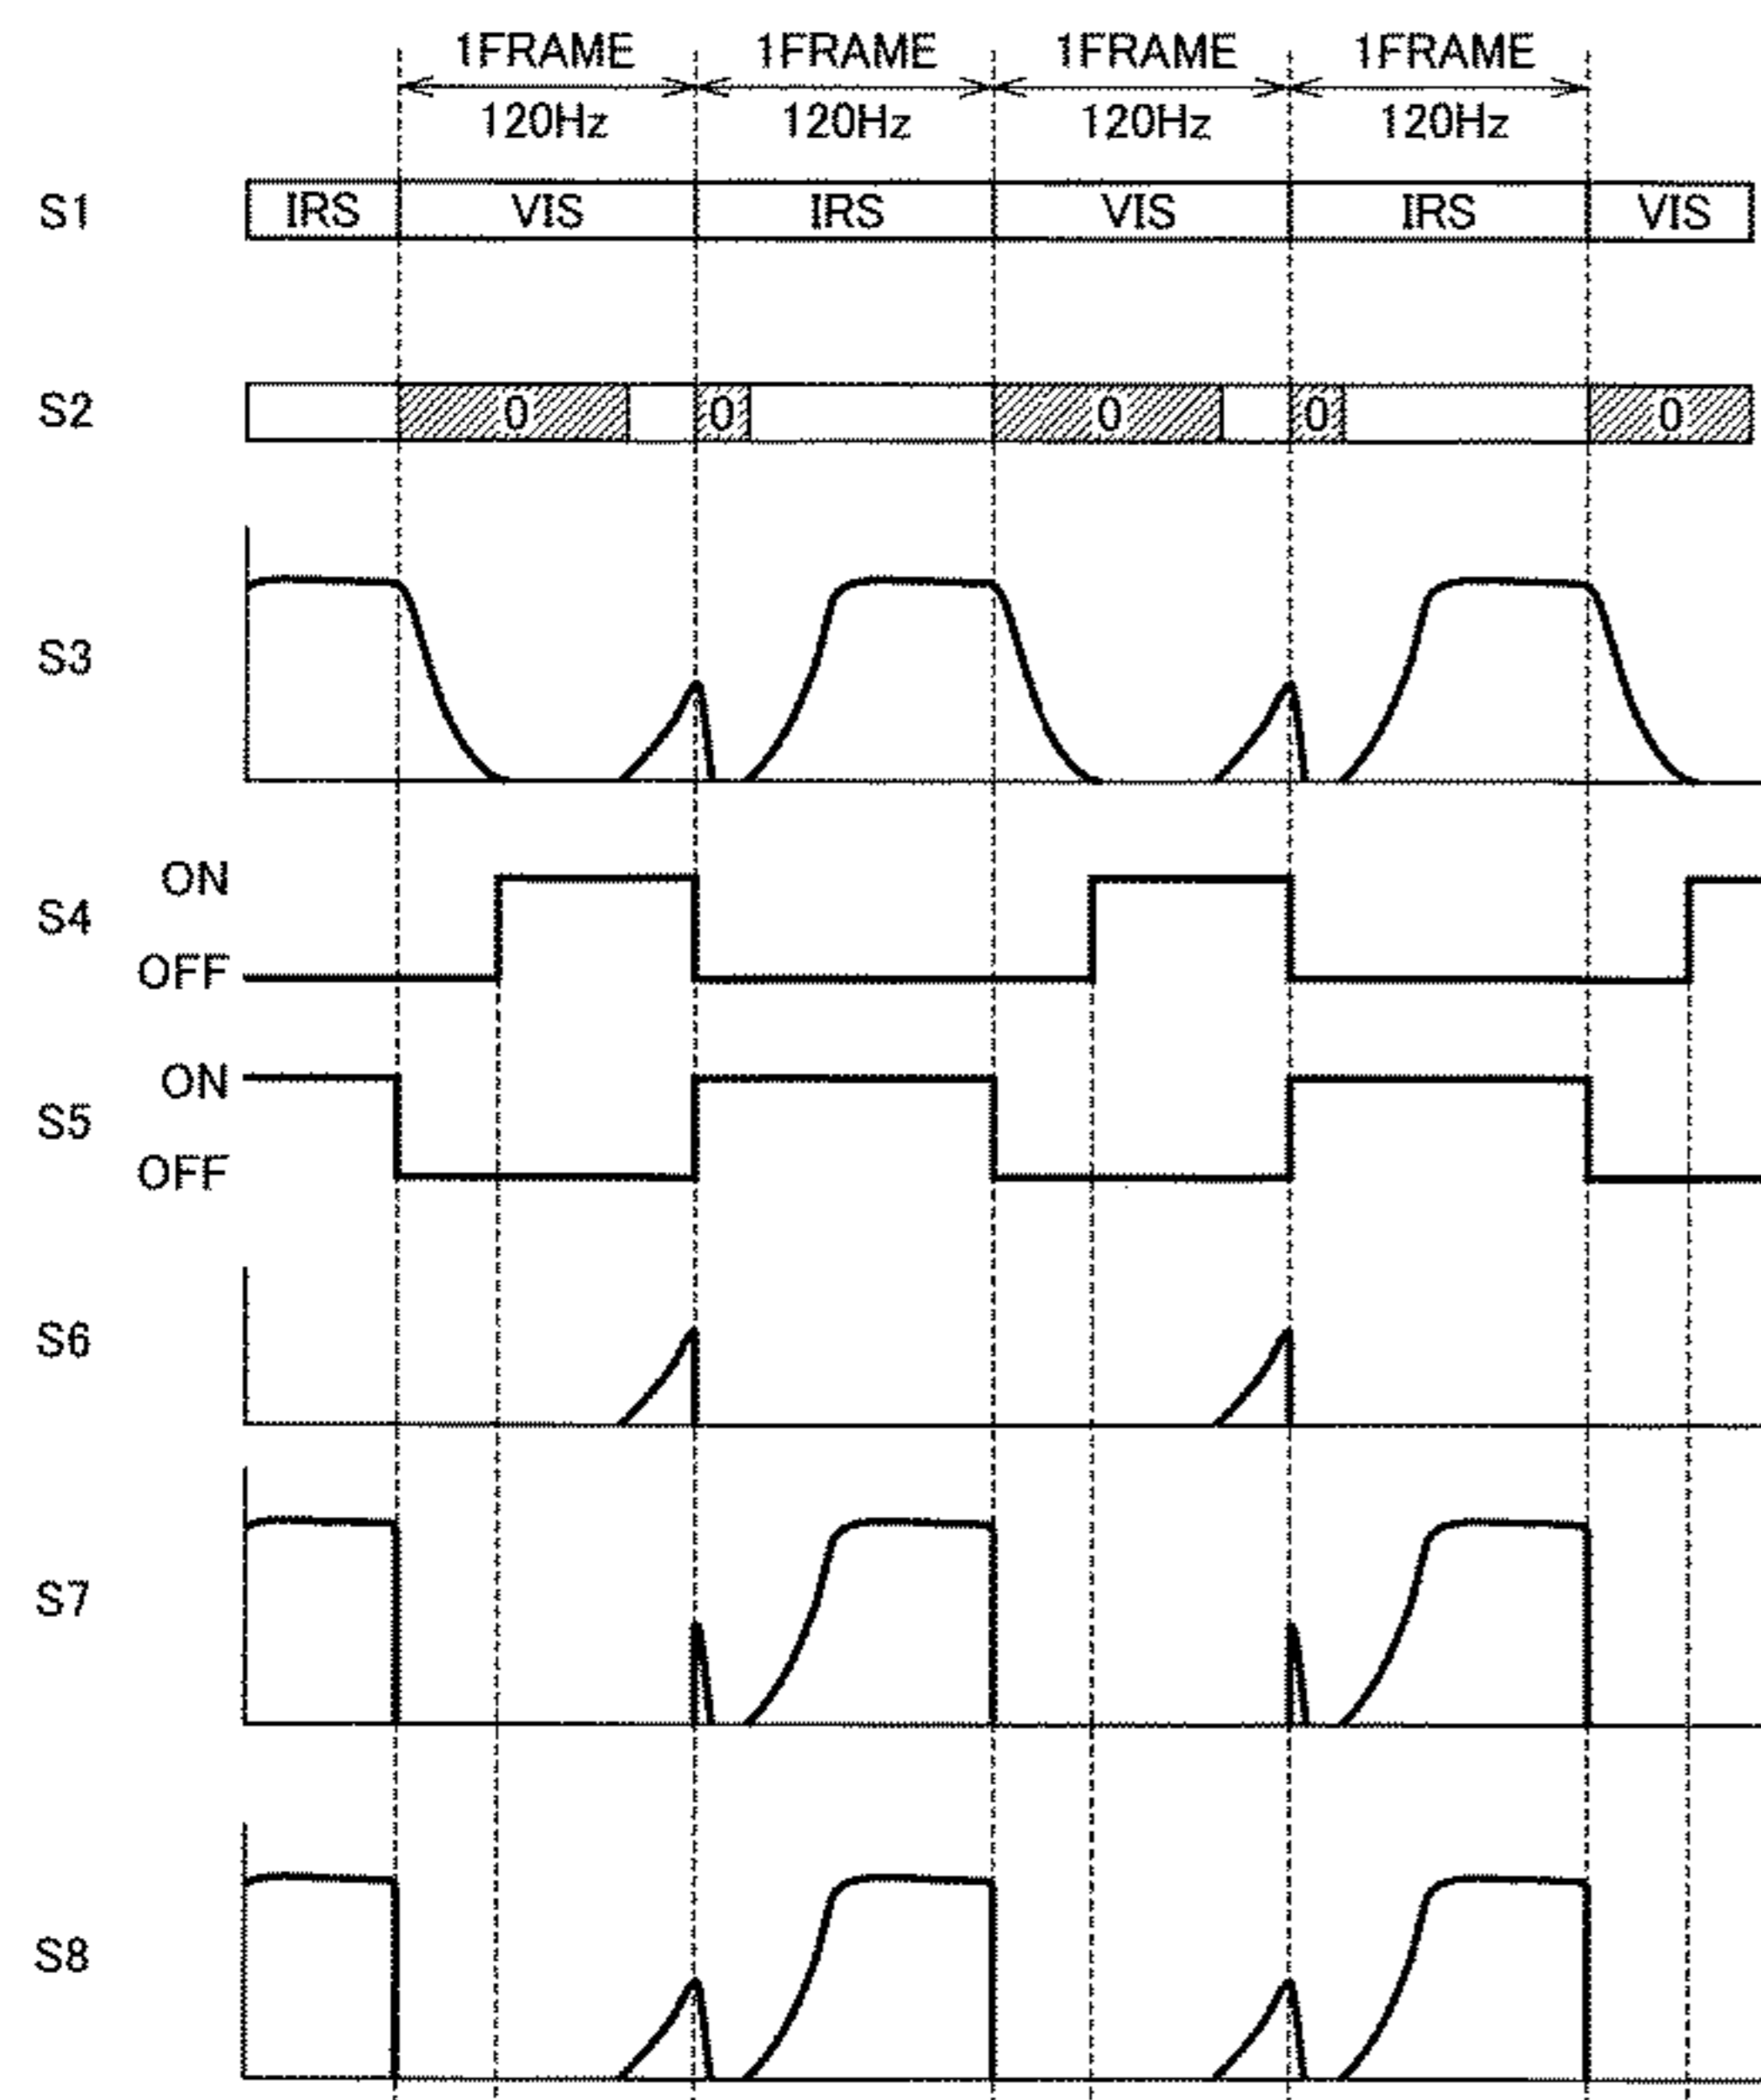 1FRAME 1FRAME 1FRAME 1FRAME
120Hz 120Hz 120Hz 120Hz
S1 IRS VIS IRS VIS IRS VIS
S2 0 0 0 0 0
S3
ON
S4
OFF
ON
S5
OFF
S6
S7
S8